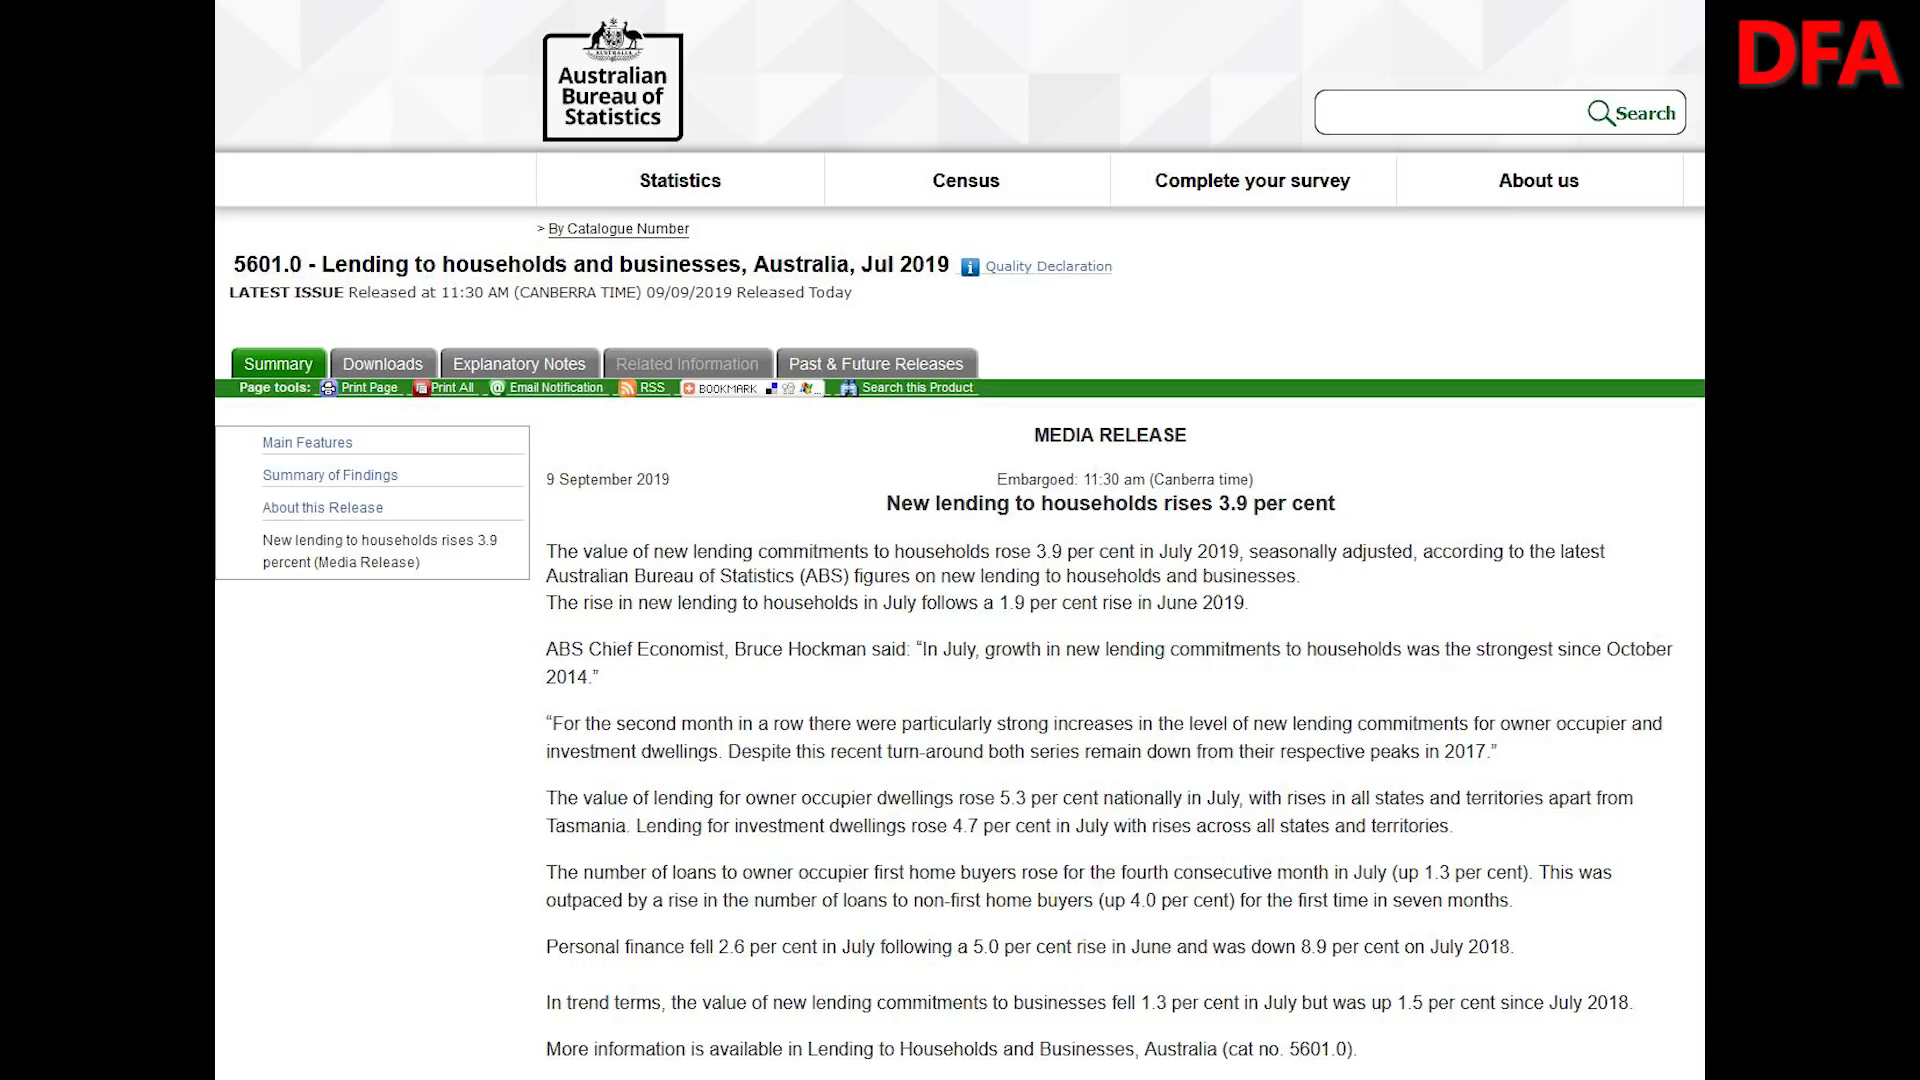 DFA
AUSTRALIA
Australian
Bureau of
Statistics
Search
Statistics
Census
Complete your survey
About us
> By Catalogue Number
5601.0 - Lending to households and businesses, Australia, Jul 2019 i Quality Declaration
LATEST ISSUE Released at 11:30 AM (CANBERRA TIME) 09/09/2019 Released Today
Summary
Downloads
Explanatory Notes
Related Information
Past & Future Releases
Page tools: Print Page Print All @ Email Notification RSS BOOKMARK ... Search this Product
Main Features
Summary of Findings
About this Release
New lending to households rises 3.9
percent (Media Release)
MEDIA RELEASE
9 September 2019 Embargoed: 11:30 am (Canberra time)
New lending to households rises 3.9 per cent
The value of new lending commitments to households rose 3.9 per cent in July 2019, seasonally adjusted, according to the latest
Australian Bureau of Statistics (ABS) figures on new lending to households and businesses.
The rise in new lending to households in July follows a 1.9 per cent rise in June 2019.
ABS Chief Economist, Bruce Hockman said: “In July, growth in new lending commitments to households was the strongest since October
2014.”
“For the second month in a row there were particularly strong increases in the level of new lending commitments for owner occupier and
investment dwellings. Despite this recent turn-around both series remain down from their respective peaks in 2017.”
The value of lending for owner occupier dwellings rose 5.3 per cent nationally in July, with rises in all states and territories apart from
Tasmania. Lending for investment dwellings rose 4.7 per cent in July with rises across all states and territories.
The number of loans to owner occupier first home buyers rose for the fourth consecutive month in July (up 1.3 per cent). This was
outpaced by a rise in the number of loans to non-first home buyers (up 4.0 per cent) for the first time in seven months.
Personal finance fell 2.6 per cent in July following a 5.0 per cent rise in June and was down 8.9 per cent on July 2018.
In trend terms, the value of new lending commitments to businesses fell 1.3 per cent in July but was up 1.5 per cent since July 2018.
More information is available in Lending to Households and Businesses, Australia (cat no. 5601.0).